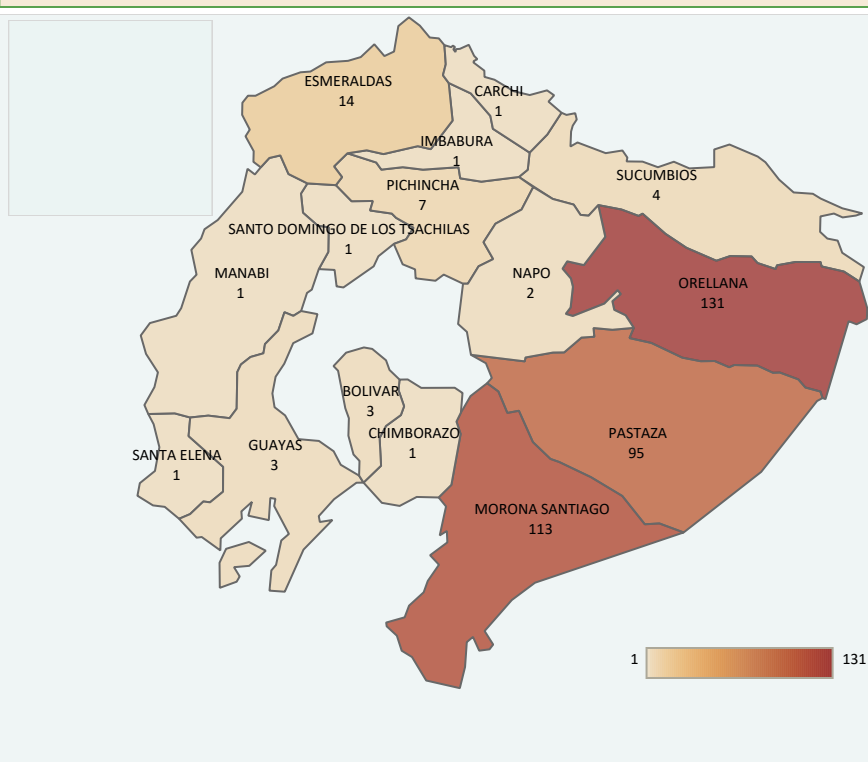 ESMERALDAS
14
CARCHI
1
IMBABURA
1
PICHINCHA
7
SUCUMBIOS
4
SANTO DOMINGO DE LOS TSACHILAS
1
MANABI
1
NAPO
2
ORELLANA
131
BOLIVAR
3
CHIMBORAZO
1
PASTAZA
95
GUAYAS
3
SANTA ELENA
1
MORONA SANTIAGO
113
1
131